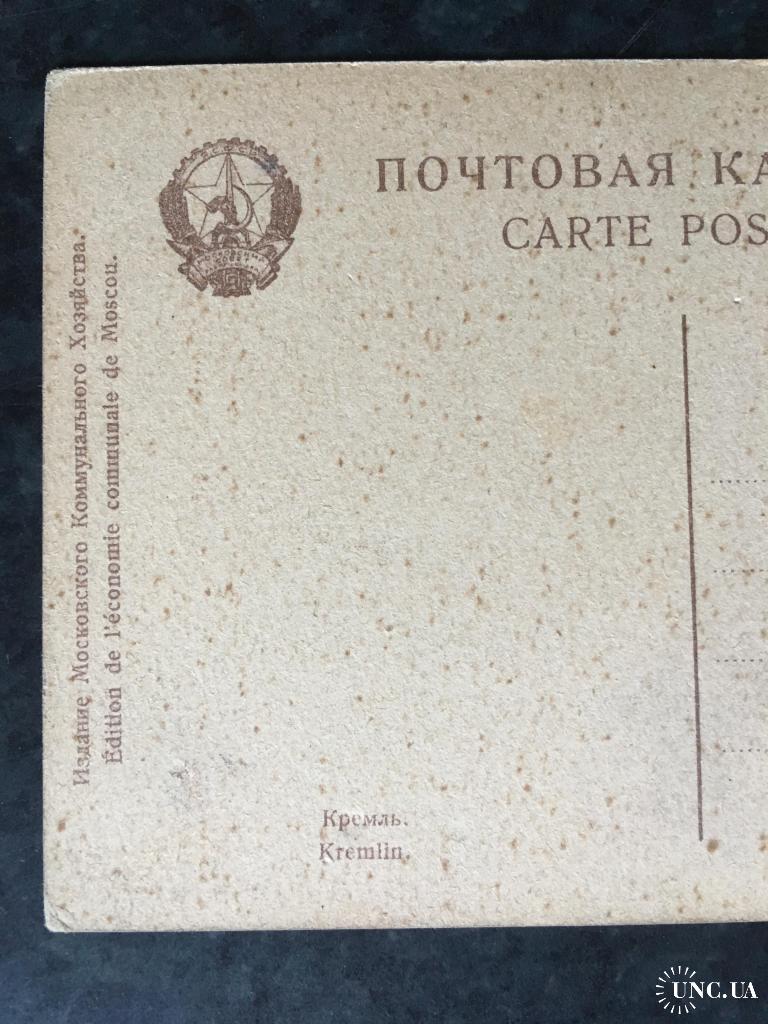 ПОЧТОВАЯ КА
CARTE POS
Издание Московского Коммунального Хозяйства.
Édition de l'économie communale de Moscou.
Кремль.
Kremlin.
UNC.UA